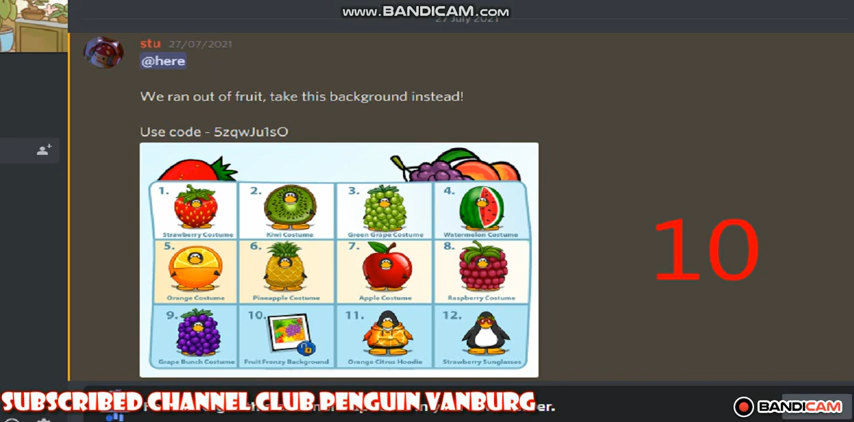 www.BANDICAM.com
27 July 2021
stu 27/07/2021
@here
We ran out of fruit, take this background instead!
Use code - 5zqwJu1sO
1. 2. 3. 4.
Strawberry Costume Kiwi Costume Green Grape Costume Watermelon Costume
10
5. 6. 7. 8.
Orange Costume Pineapple Costume Apple Costume Raspberry Costume
9. 10. 11. 12.
Grape Bunch Costume Fruit Frenzy Background Orange Citrus Hoodie Strawberry Sunglasses
SUBSCRIBED CHANNEL CLUB PENGUIN VANBURG
BANDICAM